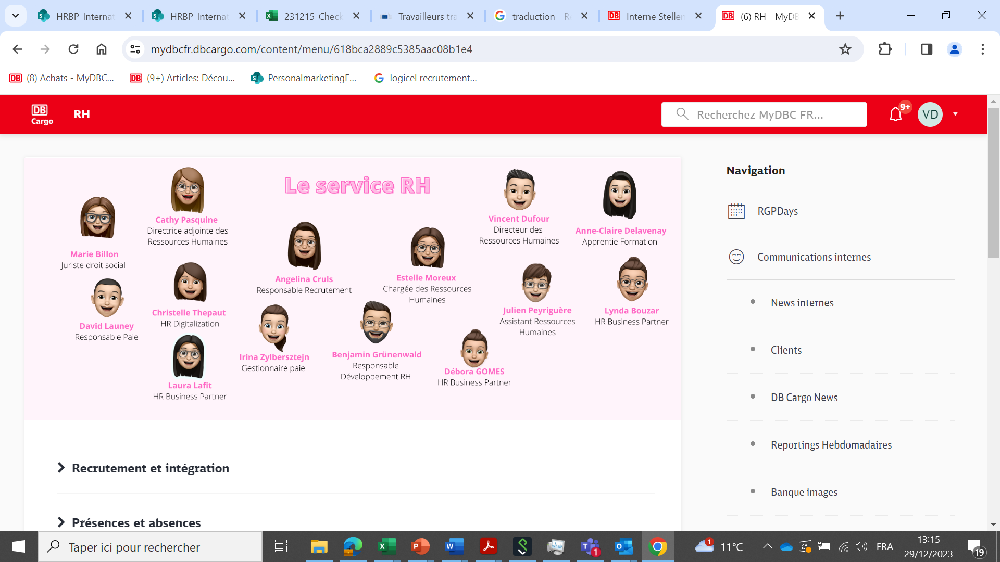 HRBP_Internat
HRBP_Internat
231215_Check
Travailleurs tra
traduction - Re
Interne Stellen
(6) RH - MyDB
mydbcfr.dbcargo.com/content/menu/618bca2889c5385aac08b1e4
DB (8) Achats - MyDBC...
DB (9+) Articles: Décou...
PersonalmarketingE...
logicel recrutement...
DB
Cargo
RH
Recherchez MyDBC FR...
9+
VD
Le service RH
Cathy Pasquine
Directrice adjointe des
Ressources Humaines
Vincent Dufour
Directeur des
Ressources Humaines
Anne-Claire Delavenay
Apprentie Formation
Marie Billon
Juriste droit social
Angelina Cruls
Responsable Recrutement
Estelle Moreux
Chargée des Ressources
Humaines
Christelle Thepaut
HR Digitalization
Julien Peyriguère
Assistant Ressources
Humaines
Lynda Bouzar
HR Business Partner
David Launey
Responsable Paie
Irina Zylbersztejn
Gestionnaire paie
Benjamin Grünenwald
Responsable
Développement RH
Débora GOMES
HR Business Partner
Laura Lafit
HR Business Partner
Recrutement et intégration
Présences et absences
Navigation
RGPDays
Communications internes
News internes
Clients
DB Cargo News
Reportings Hebdomadaires
Banque images
Taper ici pour rechercher
1
1
11°C
FRA
13:15
29/12/2023
19